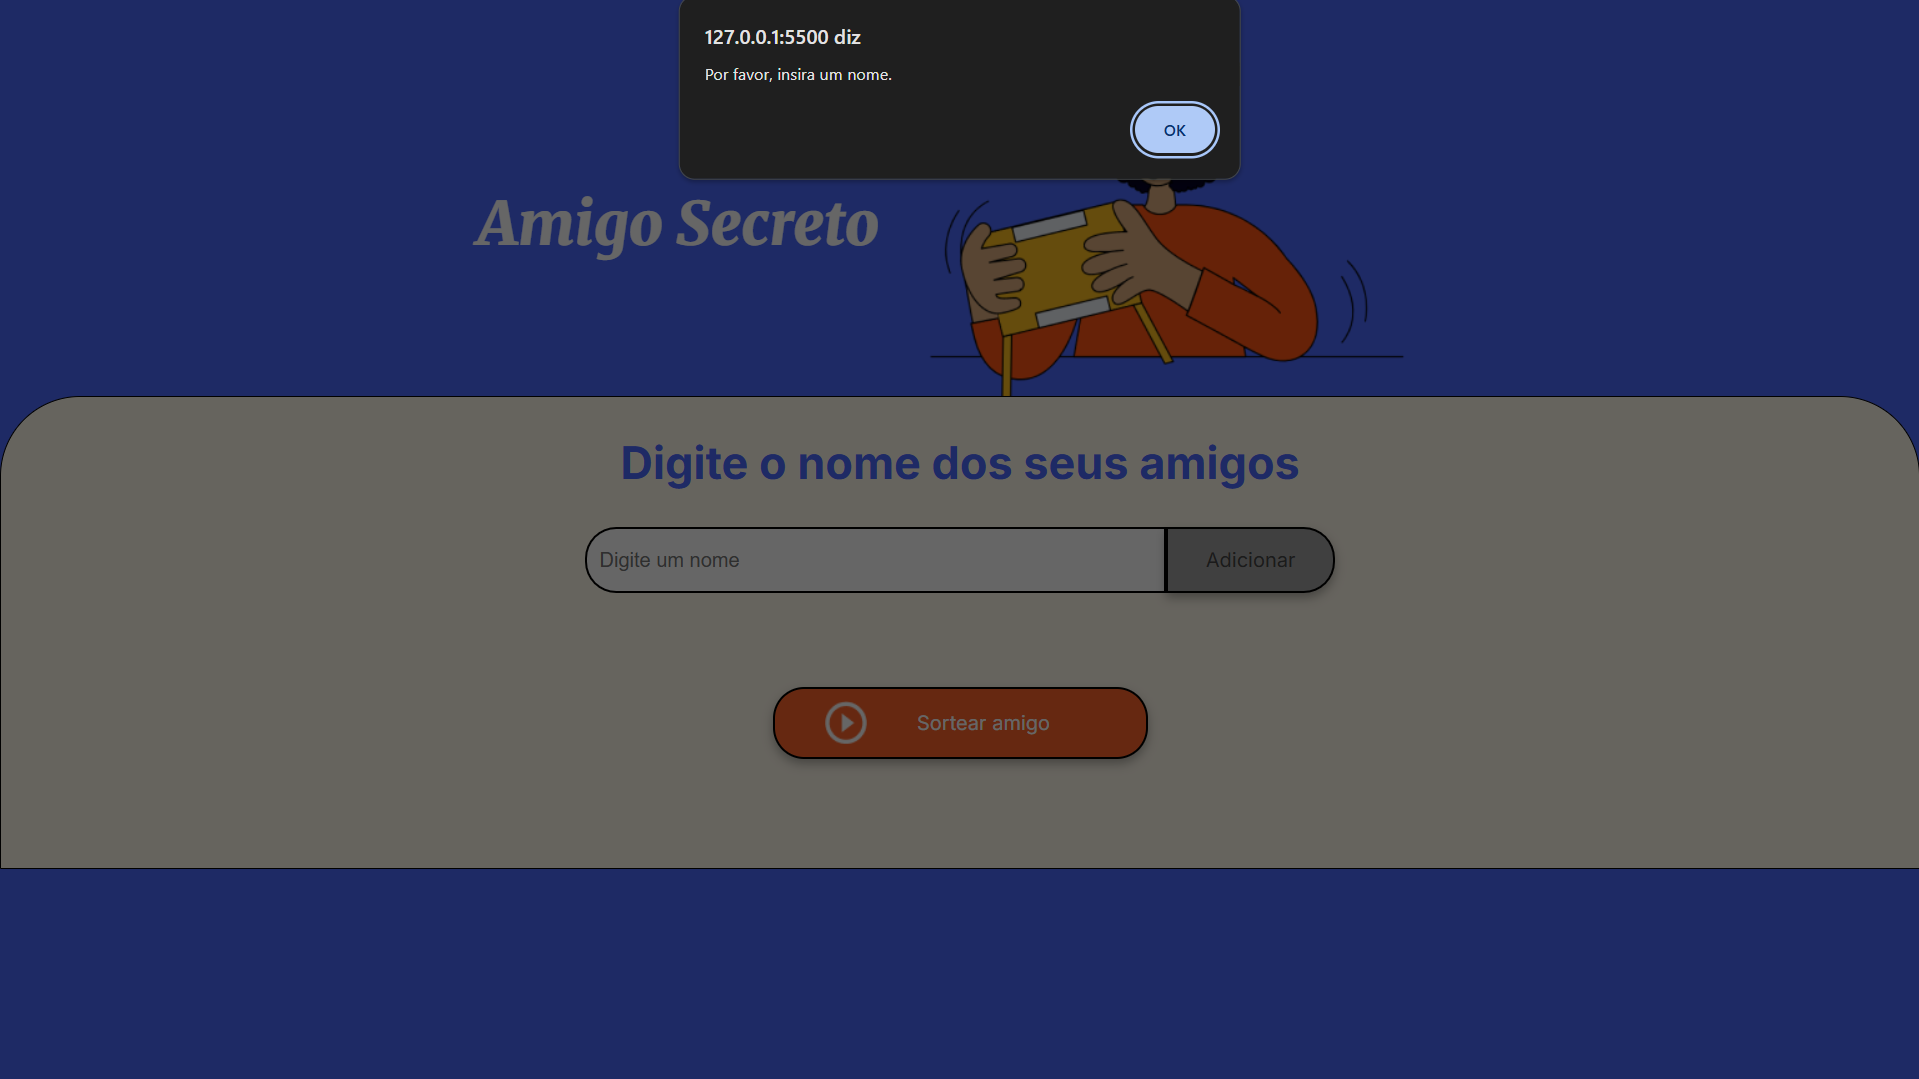 127.0.0.1:5500 diz
Por favor, insira um nome.
OK
Amigo Secreto
Digite o nome dos seus amigos
Digite um nome
Adicionar
Sortear amigo